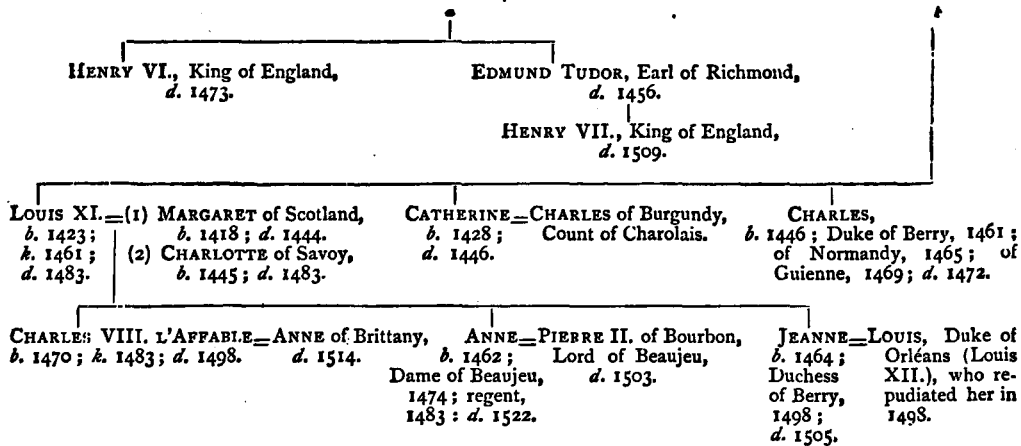 HENRY VI., King of England,
d. 1473.
EDMUND TUDOR, Earl of Richmond,
d. 1456.
HENRY VII., King of England,
d. 1509.
LOUIS XI.=(1) MARGARET of Scotland,
b. 1423; b. 1418; d. 1444.
k. 1461; (2) CHARLOTTE of Savoy,
d. 1483. b. 1445; d. 1483.
CATHERINE=CHARLES of Burgundy,
b. 1428; Count of Charolais.
d. 1446.
CHARLES,
b. 1446; Duke of Berry, 1461;
of Normandy, 1465; of
Guienne, 1469; d. 1472.
CHARLES VIII. L'AFFABLE=ANNE of Brittany,
b. 1470; k. 1483; d. 1498. d. 1514.
ANNE=PIERRE II. of Bourbon,
b. 1462; Lord of Beaujeu,
Dame of Beaujeu, d. 1503.
1474; regent,
1483: d. 1522.
JEANNE=LOUIS, Duke of
b. 1464; Orléans (Louis
Duchess XII.), who re-
of Berry, pudiated her in
1498; 1498.
d. 1505.